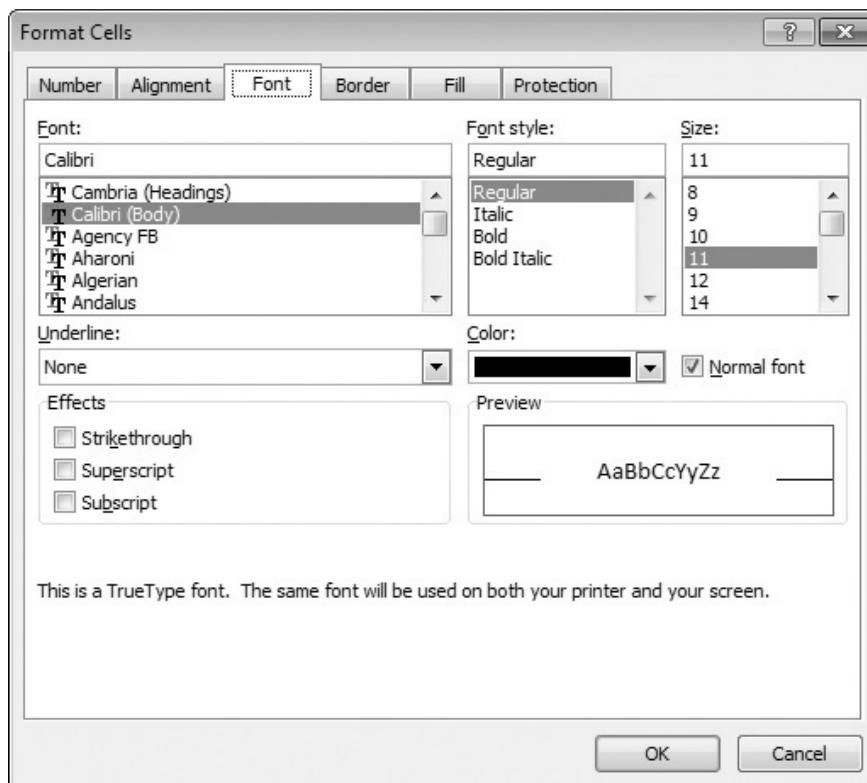 Format Cells
Number Alignment Font Border Fill Protection
Font: Font style: Size:
Calibri Regular 11
Cambria (Headings) Regular 8
Calibri (Body) Italic 9
Agency FB Bold 10
Aharoni Bold Italic 11
Algerian 12
Andalus 14
Underline: Color:
None Normal font
Effects Preview
Strikethrough
Superscript AaBbCcYyZz
Subscript
This is a TrueType font. The same font will be used on both your printer and your screen.
OK Cancel